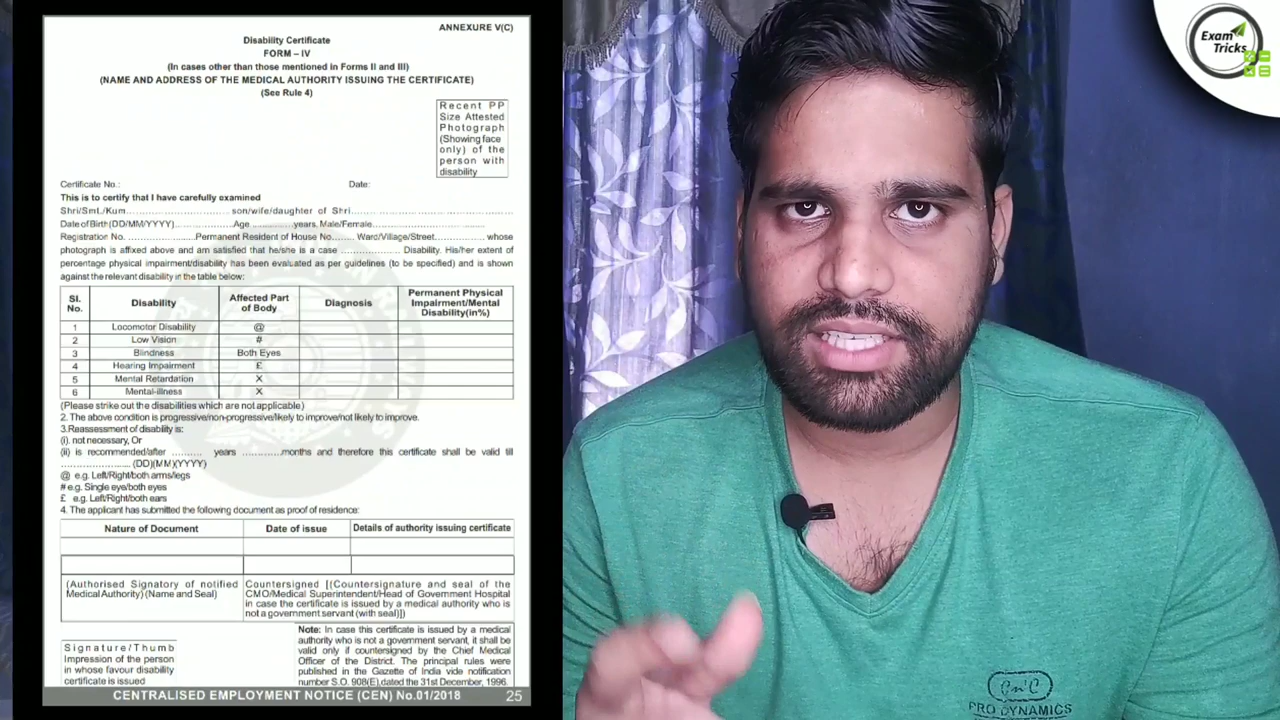 ANNEXURE V(C)
Disability Certificate
FORM – IV
(In cases other than those mentioned in Forms II and III)
(NAME AND ADDRESS OF THE MEDICAL AUTHORITY ISSUING THE CERTIFICATE)
(See Rule 4)
Recent PP
Size Attested
Photograph
(Showing face
only) of the
person with
disability
Certificate No.: Date:
This is to certify that I have carefully examined
Shri/Smt./Kum.............................. son/wife/daughter of Shri..............................................
Date of Birth (DD/MM/YYYY)................Age ...........years, Male/Female........................
Registration No. ....................Permanent Resident of House No....... Ward/Village/Street............... whose
photograph is affixed above and am satisfied that he/she is a case .................. Disability. His/her extent of
percentage physical impairment/disability has been evaluated as per guidelines (to be specified) and is shown
against the relevant disability in the table below:
Sl. No. Disability Affected Part of Body Diagnosis Permanent Physical Impairment/Mental Disability(in%)
1 Locomotor Disability @
2 Low Vision #
3 Blindness Both Eyes
4 Hearing Impairment £
5 Mental Retardation X
6 Mental-illness X
(Please strike out the disabilities which are not applicable)
2. The above condition is progressive/non-progressive/likely to improve/not likely to improve.
3.Reassessment of disability is:
(i). not necessary, Or
(ii) is recommended/after .......... years .............months and therefore this certificate shall be valid till
....................... (DD)(MM)(YYYY)
@ e.g. Left/Right/both arms/legs
# e.g. Single eye/both eyes
£ e.g. Left/Right/both ears
4. The applicant has submitted the following document as proof of residence:
Nature of Document Date of issue Details of authority issuing certificate
(Authorised Signatory of notified
Medical Authority) (Name and Seal)
Countersigned [(Countersignature and seal of the
CMO/Medical Superintendent/Head of Government Hospital
in case the certificate is issued by a medical authority who is
not a government servant (with seal)])
Signature/Thumb
Impression of the person
in whose favour disability
certificate is issued
Note: In case this certificate is issued by a medical
authority who is not a government servant, it shall be
valid only if countersigned by the Chief Medical
Officer of the District. The principal rules were
published in the Gazette of India vide notification
number S.O. 908(E),dated the 31st December, 1996.
CENTRALISED EMPLOYMENT NOTICE (CEN) No.01/2018 25
Exam
Tricks
CnC
PRO DYNAMICS